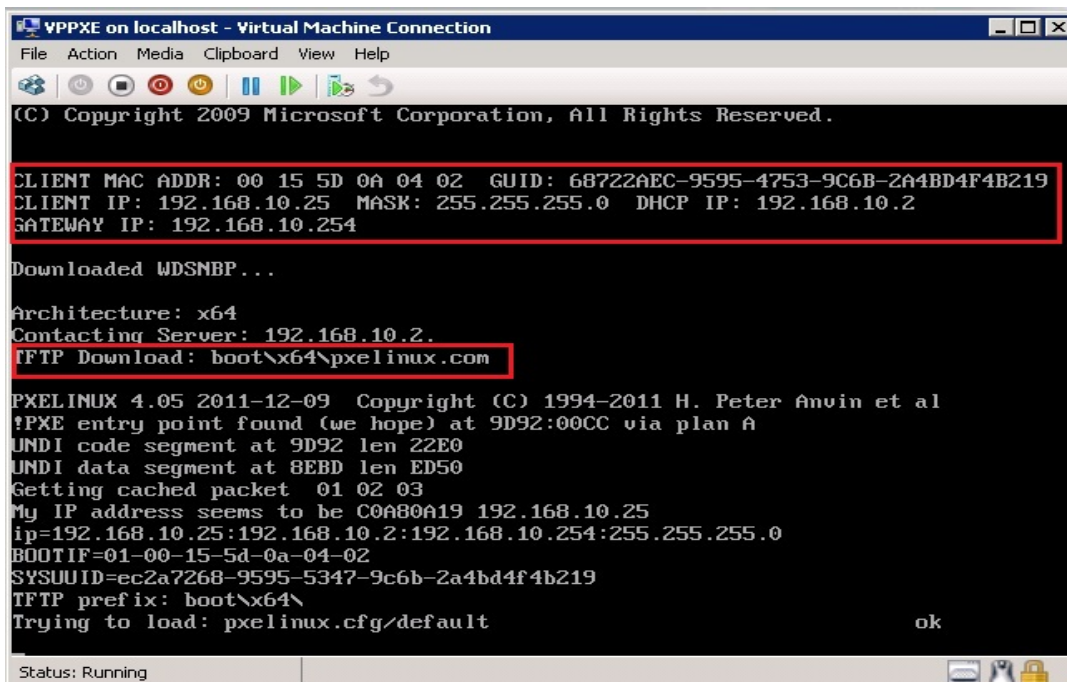 VPPXE on localhost - Virtual Machine Connection
File Action Media Clipboard View Help
(C) Copyright 2009 Microsoft Corporation, All Rights Reserved.
CLIENT MAC ADDR: 00 15 5D 0A 04 02 GUID: 68722AEC-9595-4753-9C6B-2A4BD4F4B219
CLIENT IP: 192.168.10.25 MASK: 255.255.255.0 DHCP IP: 192.168.10.2
GATEWAY IP: 192.168.10.254
Downloaded WDSNBP...
Architecture: x64
Contacting Server: 192.168.10.2.
TFTP Download: boot\x64\pxelinux.com
PXELINUX 4.05 2011-12-09 Copyright (C) 1994-2011 H. Peter Anvin et al
!PXE entry point found (we hope) at 9D92:00CC via plan A
UNDI code segment at 9D92 len 22E0
UNDI data segment at 8EBD len ED50
Getting cached packet 01 02 03
My IP address seems to be C0A80A19 192.168.10.25
ip=192.168.10.25:192.168.10.2:192.168.10.254:255.255.255.0
BOOTIF=01-00-15-5d-0a-04-02
SYSUUID=ec2a7268-9595-5347-9c6b-2a4bd4f4b219
TFTP prefix: boot\x64\
Trying to load: pxelinux.cfg/default ok
Status: Running